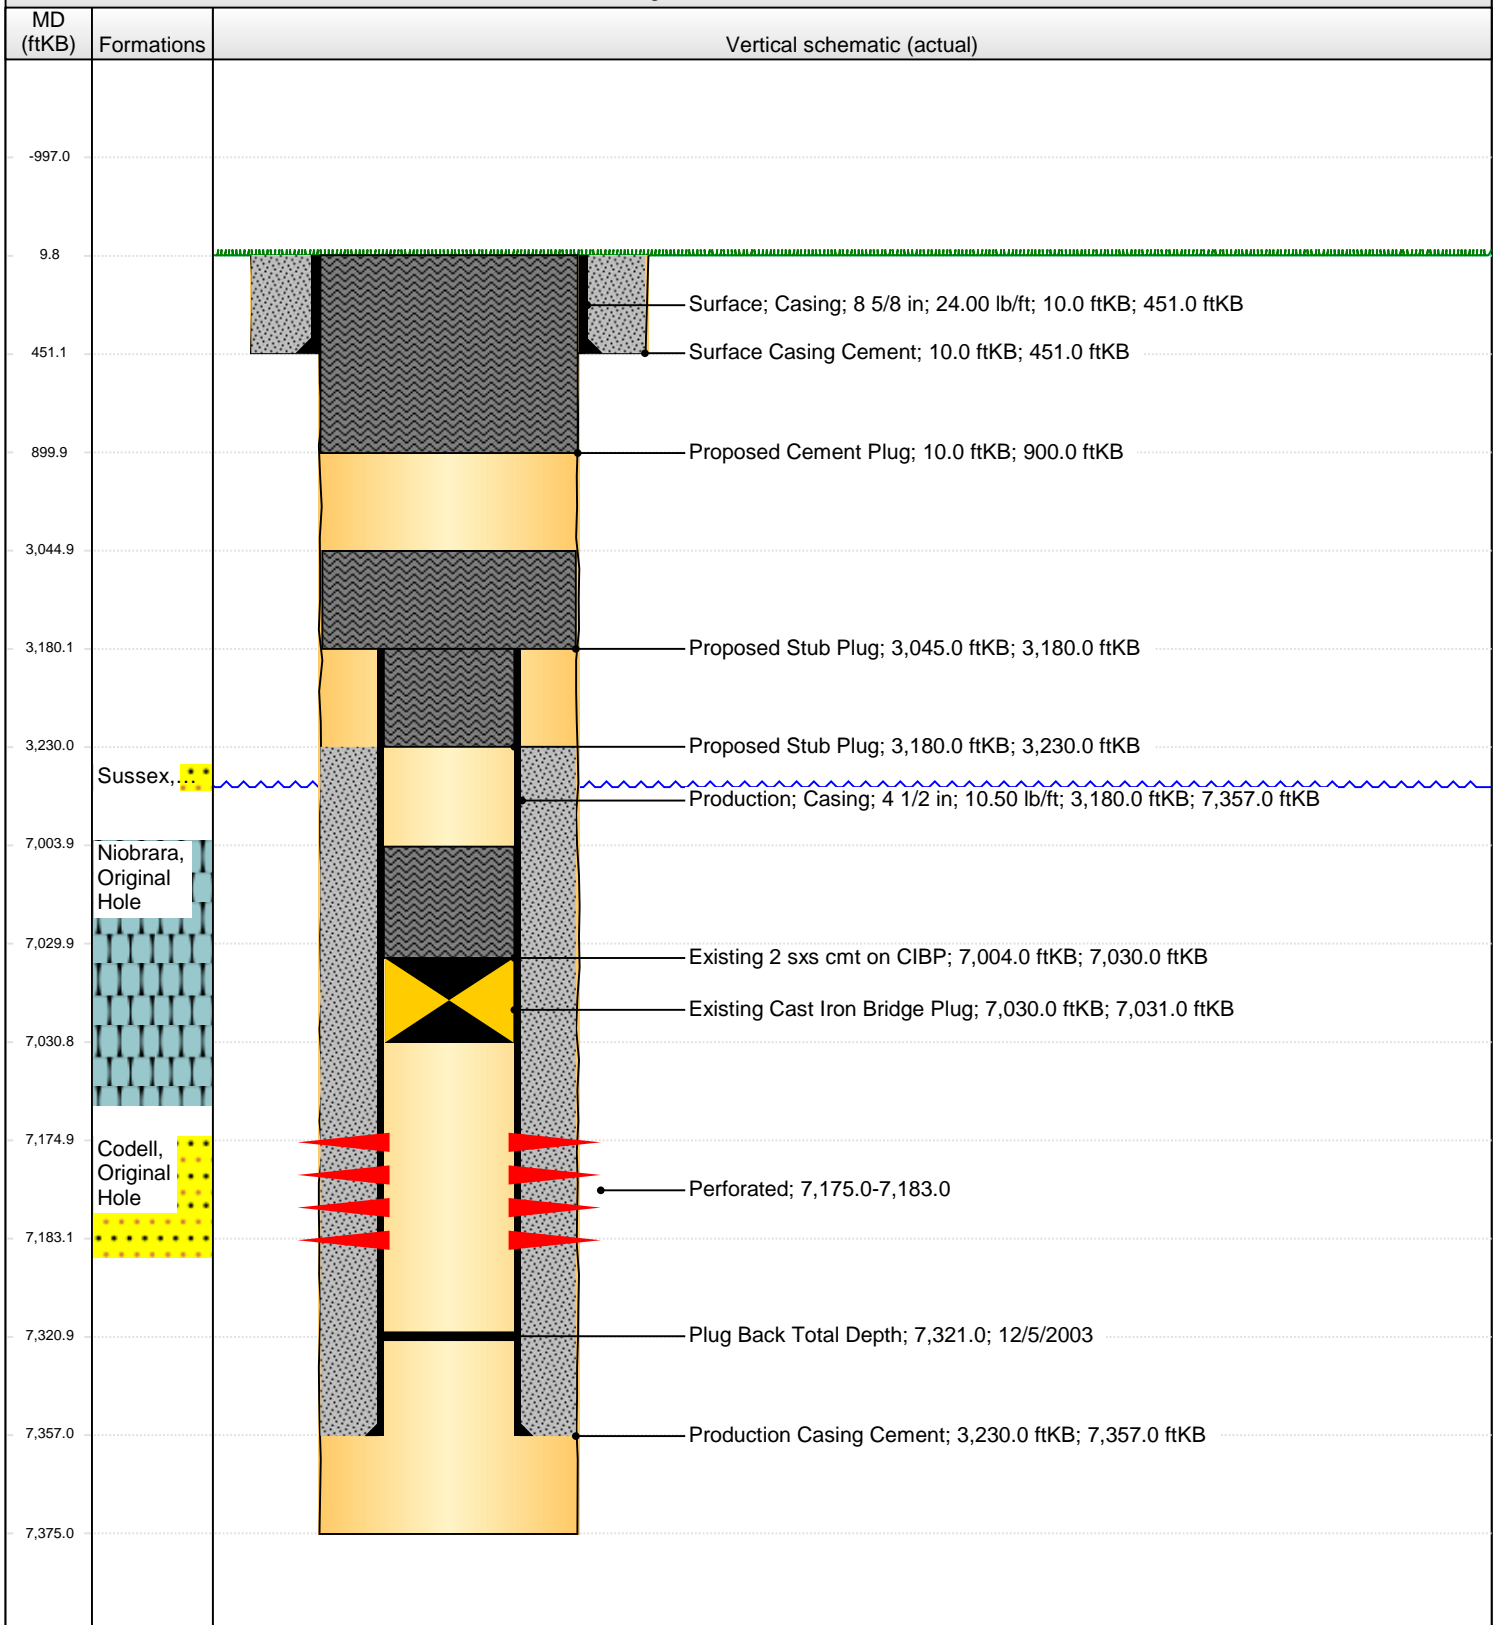 MD
(ftKB)
Formations
Vertical schematic (actual)
-997.0
9.8
Surface; Casing; 8 5/8 in; 24.00 lb/ft; 10.0 ftKB; 451.0 ftKB
451.1
Surface Casing Cement; 10.0 ftKB; 451.0 ftKB
899.9
Proposed Cement Plug; 10.0 ftKB; 900.0 ftKB
3,044.9
3,180.1
Proposed Stub Plug; 3,045.0 ftKB; 3,180.0 ftKB
3,230.0
Proposed Stub Plug; 3,180.0 ftKB; 3,230.0 ftKB
Sussex,...
Production; Casing; 4 1/2 in; 10.50 lb/ft; 3,180.0 ftKB; 7,357.0 ftKB
7,003.9
Niobrara,
Original
Hole
7,029.9
Existing 2 sxs cmt on CIBP; 7,004.0 ftKB; 7,030.0 ftKB
Existing Cast Iron Bridge Plug; 7,030.0 ftKB; 7,031.0 ftKB
7,030.8
7,174.9
Codell,
Original
Hole
Perforated; 7,175.0-7,183.0
7,183.1
7,320.9
Plug Back Total Depth; 7,321.0; 12/5/2003
7,357.0
Production Casing Cement; 3,230.0 ftKB; 7,357.0 ftKB
7,375.0